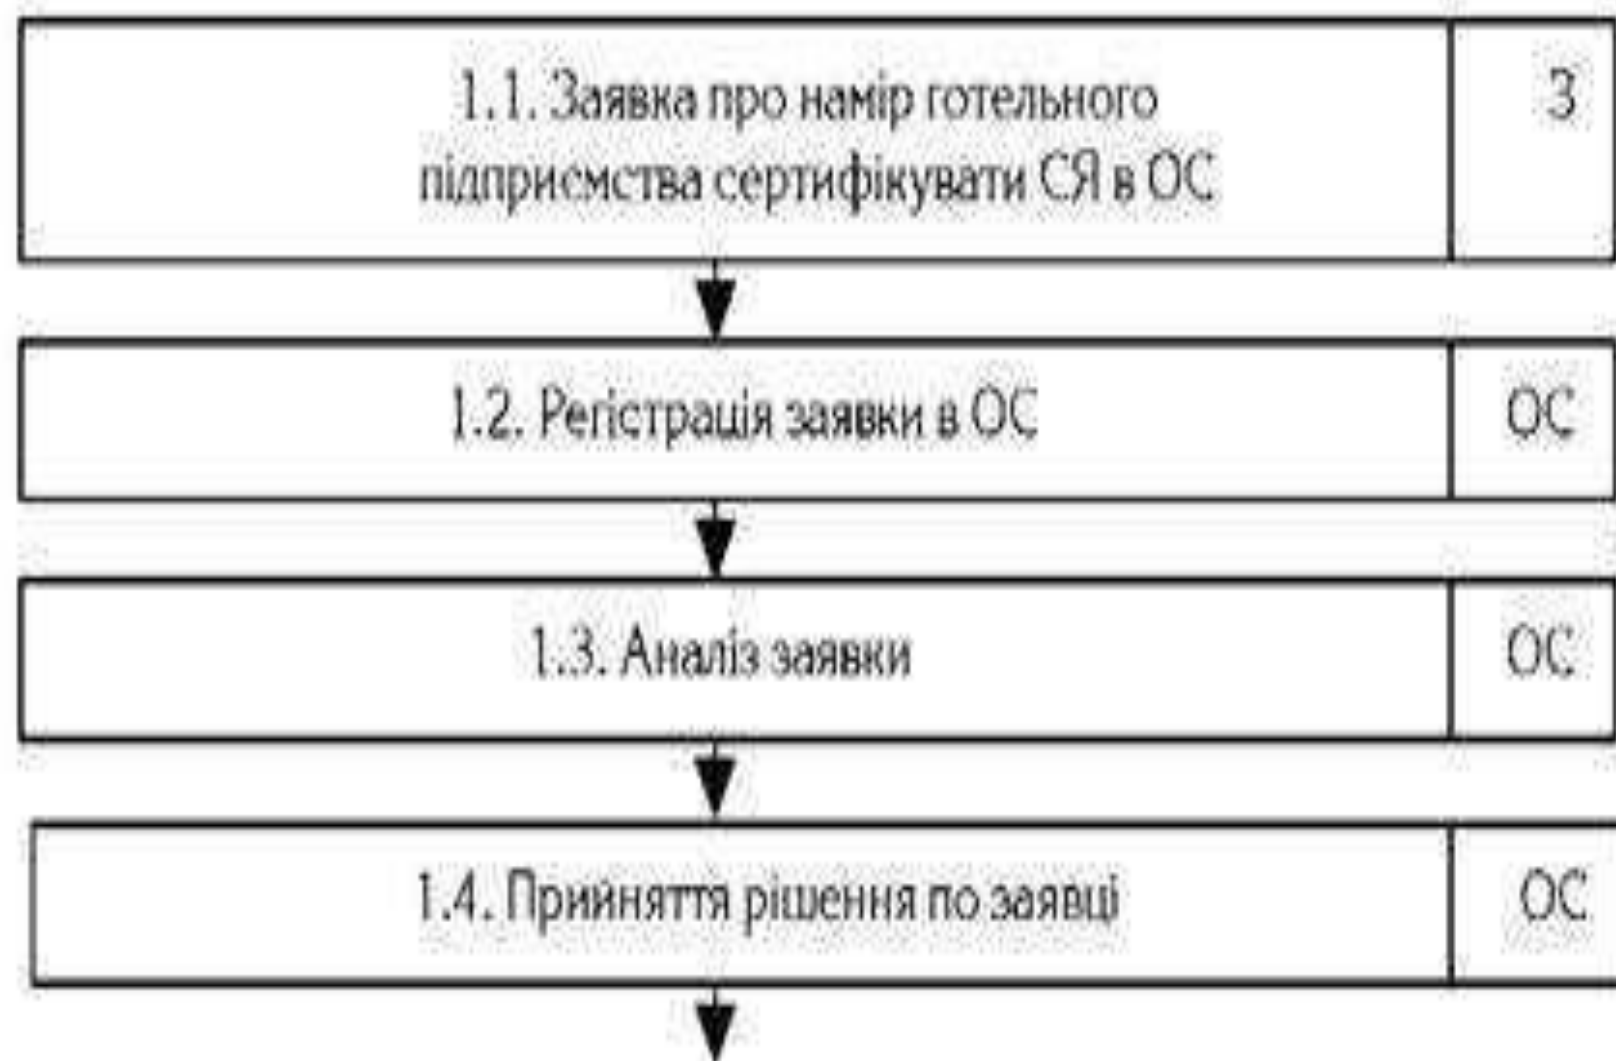 1.1. Заявка про намір готельного
З
підприємства сертифікувати СЯ в ОС
1.2. Регістрація заявки в ОС
ОС
1.3. Аналіз заявки
ОС
1.4. Прийняття рішення по заявці
ОС